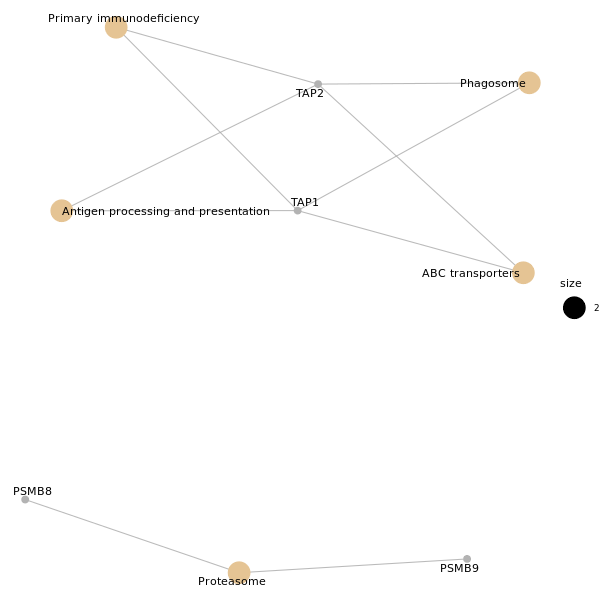 Primary immunodeficiency
Phagosome
TAP2
TAP1
Antigen processing and presentation
ABC transporters
size
2
PSMB8
PSMB9
Proteasome